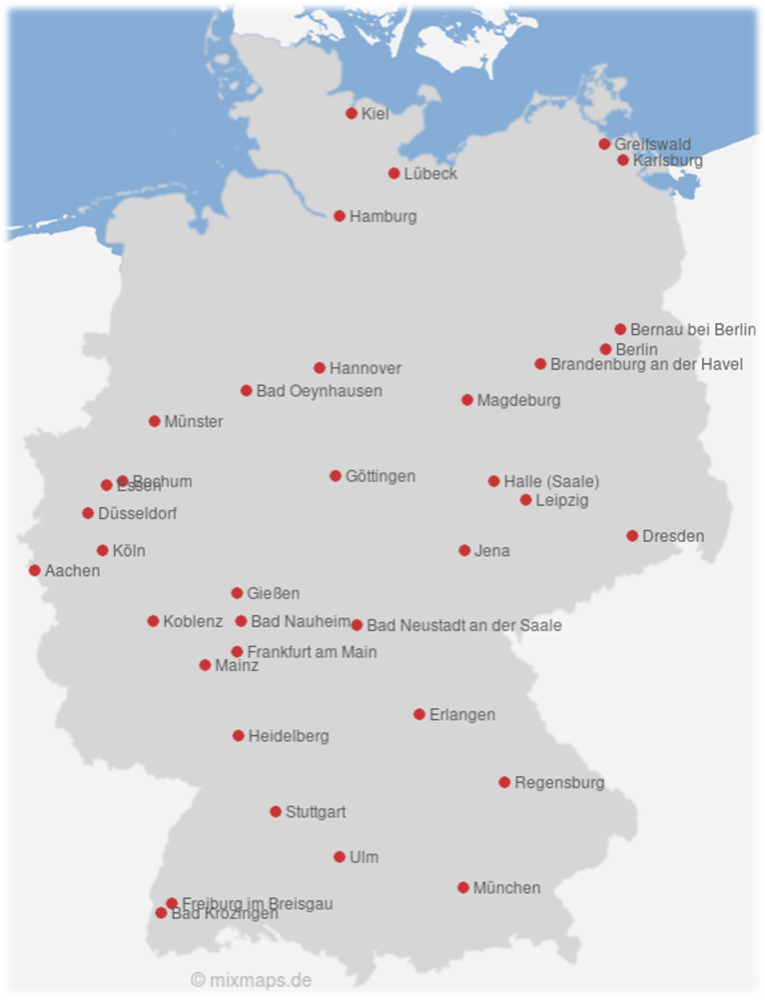 Kiel
Greifswald
Karlsburg
Lübeck
Hamburg
Bernau bei Berlin
Berlin
Brandenburg an der Havel
Hannover
Bad Oeynhausen
Magdeburg
Münster
Göttingen
Bochum
Essen
Halle (Saale)
Leipzig
Düsseldorf
Dresden
Köln
Jena
Aachen
Gießen
Koblenz
Bad Nauheim
Bad Neustadt an der Saale
Frankfurt am Main
Mainz
Erlangen
Heidelberg
Regensburg
Stuttgart
Ulm
München
Freiburg im Breisgau
Bad Krozingen
© mixmaps.de